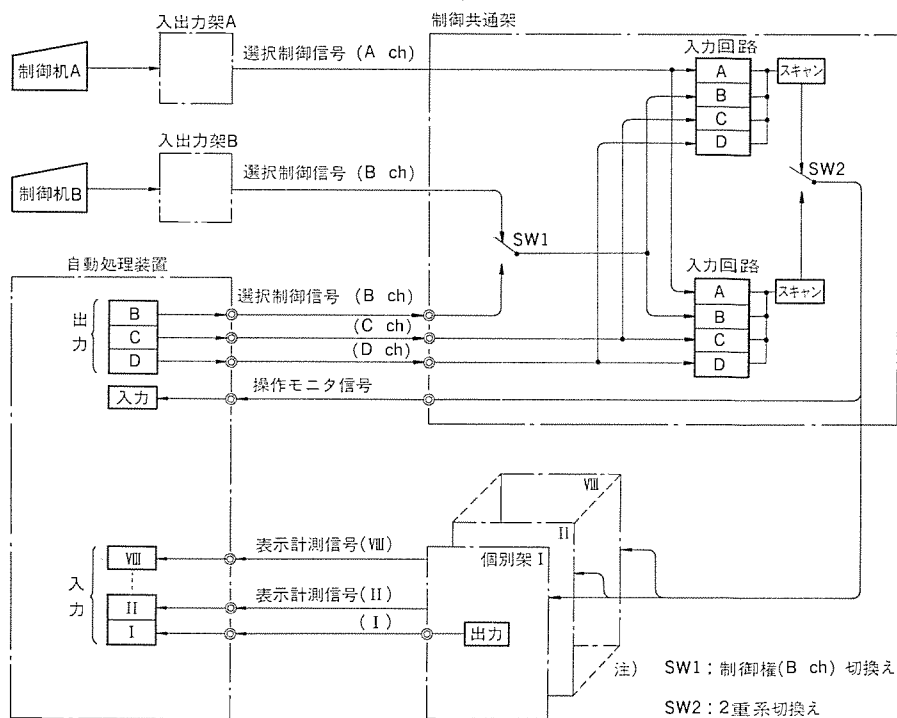 入出力架A
制御机A
選択制御信号 (A ch)
制御共通架
入力回路
A
B
C
D
スキャン
入出力架B
制御机B
選択制御信号 (B ch)
SW1
SW2
入力回路
A
B
C
D
スキャン
自動処理装置
出力
B
C
D
選択制御信号 (B ch)
(C ch)
(D ch)
入力
操作モニタ信号
入力
VIII
II
I
表示計測信号(VIII)
表示計測信号(II)
(I)
VIII
II
個別架 I
出力
注) SW1:制御権(B ch) 切換え
SW2:2重系切換え